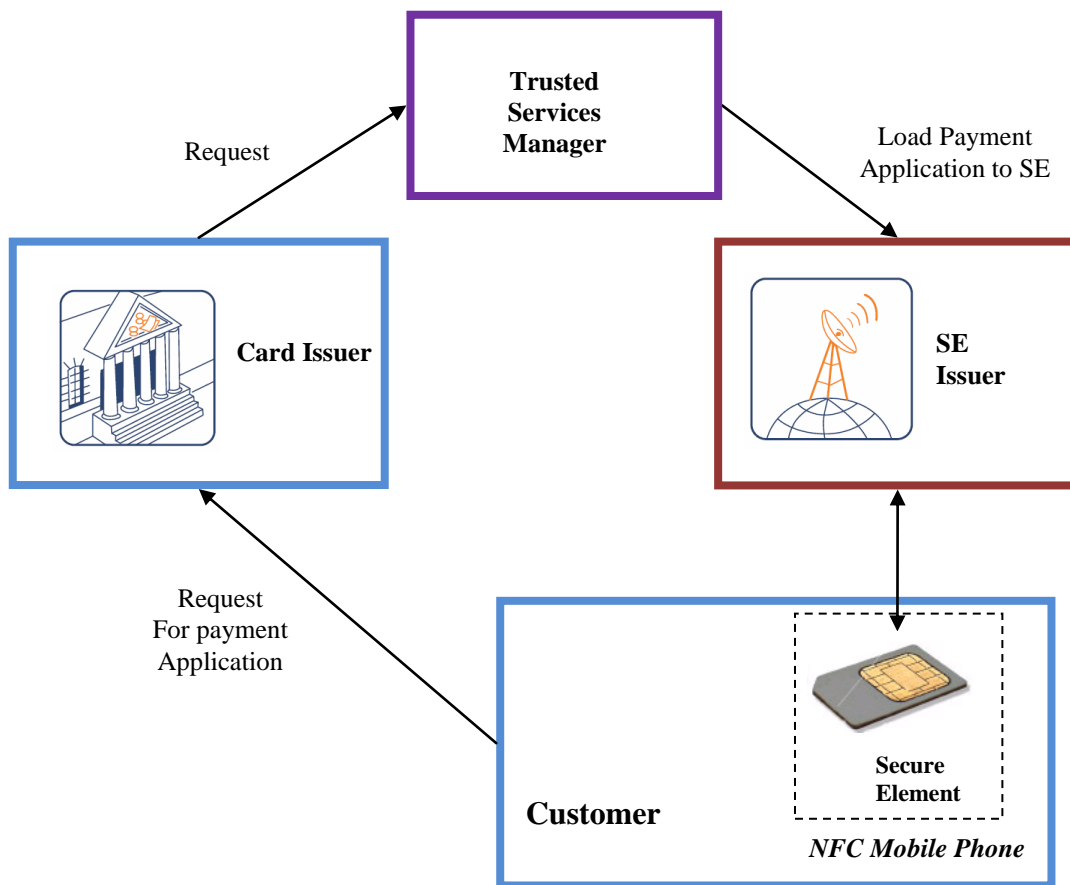 Trusted
Services
Manager
Request
Load Payment
Application to SE
Card Issuer
SE
Issuer
Request
For payment
Application
Secure
Element
Customer
NFC Mobile Phone